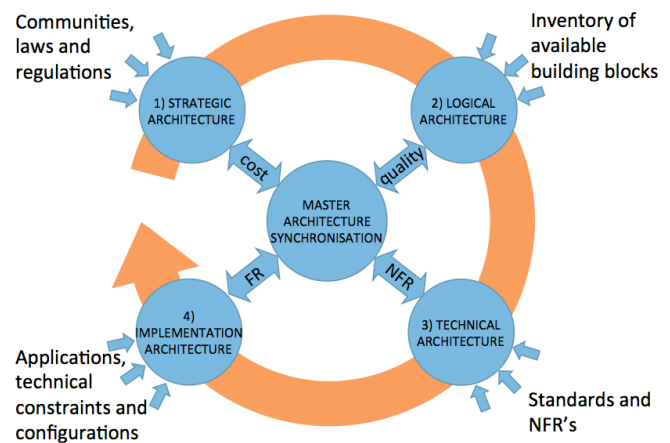 Communities,
laws and
regulations
Inventory of
available
building blocks
1) STRATEGIC
ARCHITECTURE
2) LOGICAL
ARCHITECTURE
cost
quality
MASTER
ARCHITECTURE
SYNCHRONISATION
FR
NFR
4)
IMPLEMENTATION
ARCHITECTURE
3) TECHNICAL
ARCHITECTURE
Applications,
technical
constraints and
configurations
Standards and
NFR's